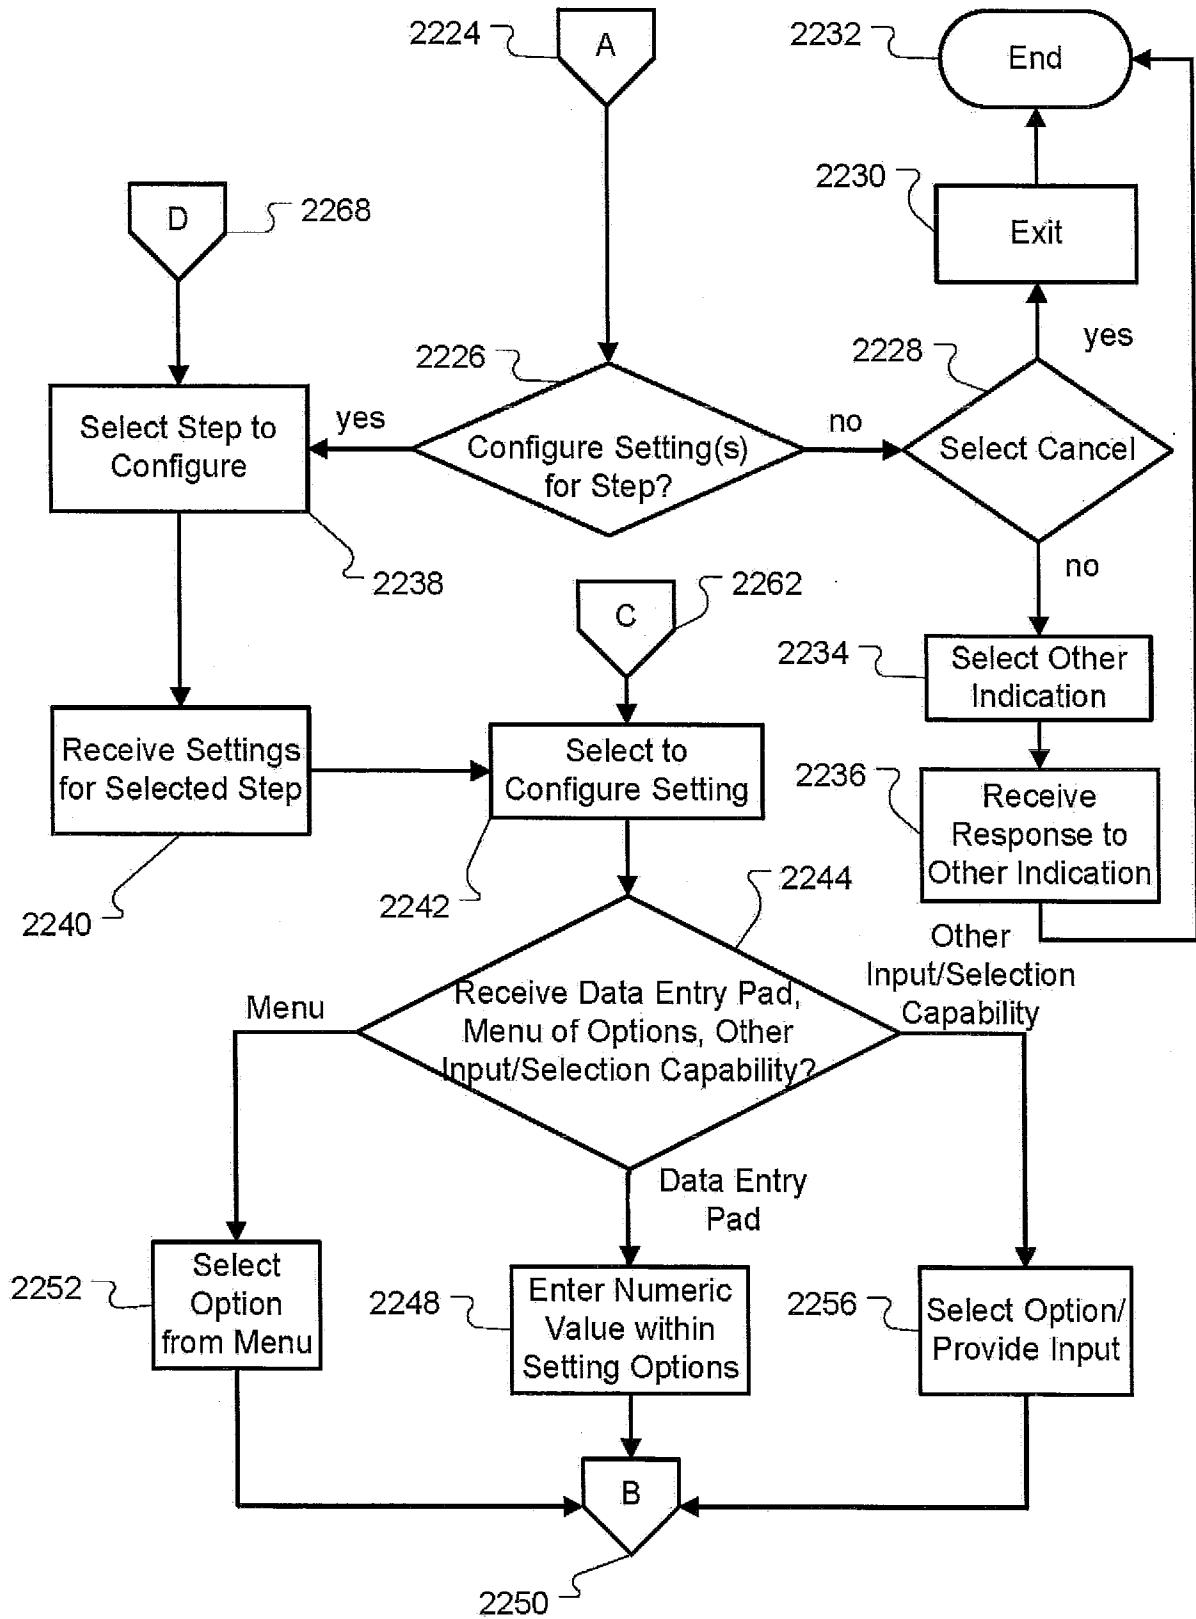 2224
A
2232
End
2230
Exit
D
2268
2226
2228
yes
Select Step to
Configure
yes
Configure Setting(s)
for Step?
no
Select Cancel
no
2238
C
2262
2234
Select Other
Indication
Receive Settings
for Selected Step
Select to
Configure Setting
2236
Receive
Response to
Other Indication
2240
2242
2244
Other
Input/Selection
Capability
Menu
Receive Data Entry Pad,
Menu of Options, Other
Input/Selection Capability?
Data Entry
Pad
2252
Select
Option
from Menu
2248
Enter Numeric
Value within
Setting Options
2256
Select Option/
Provide Input
B
2250